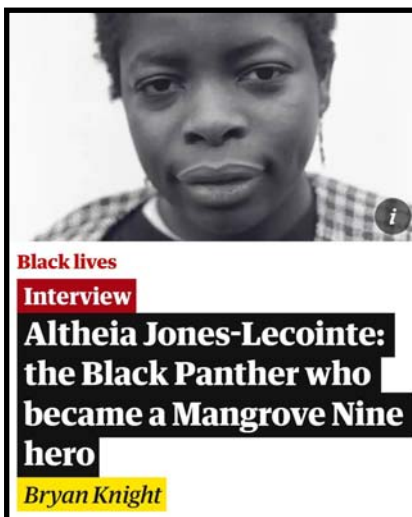 i
Black lives
Interview
Altheia Jones-Lecointe:
the Black Panther who
became a Mangrove Nine
hero
Bryan Knight